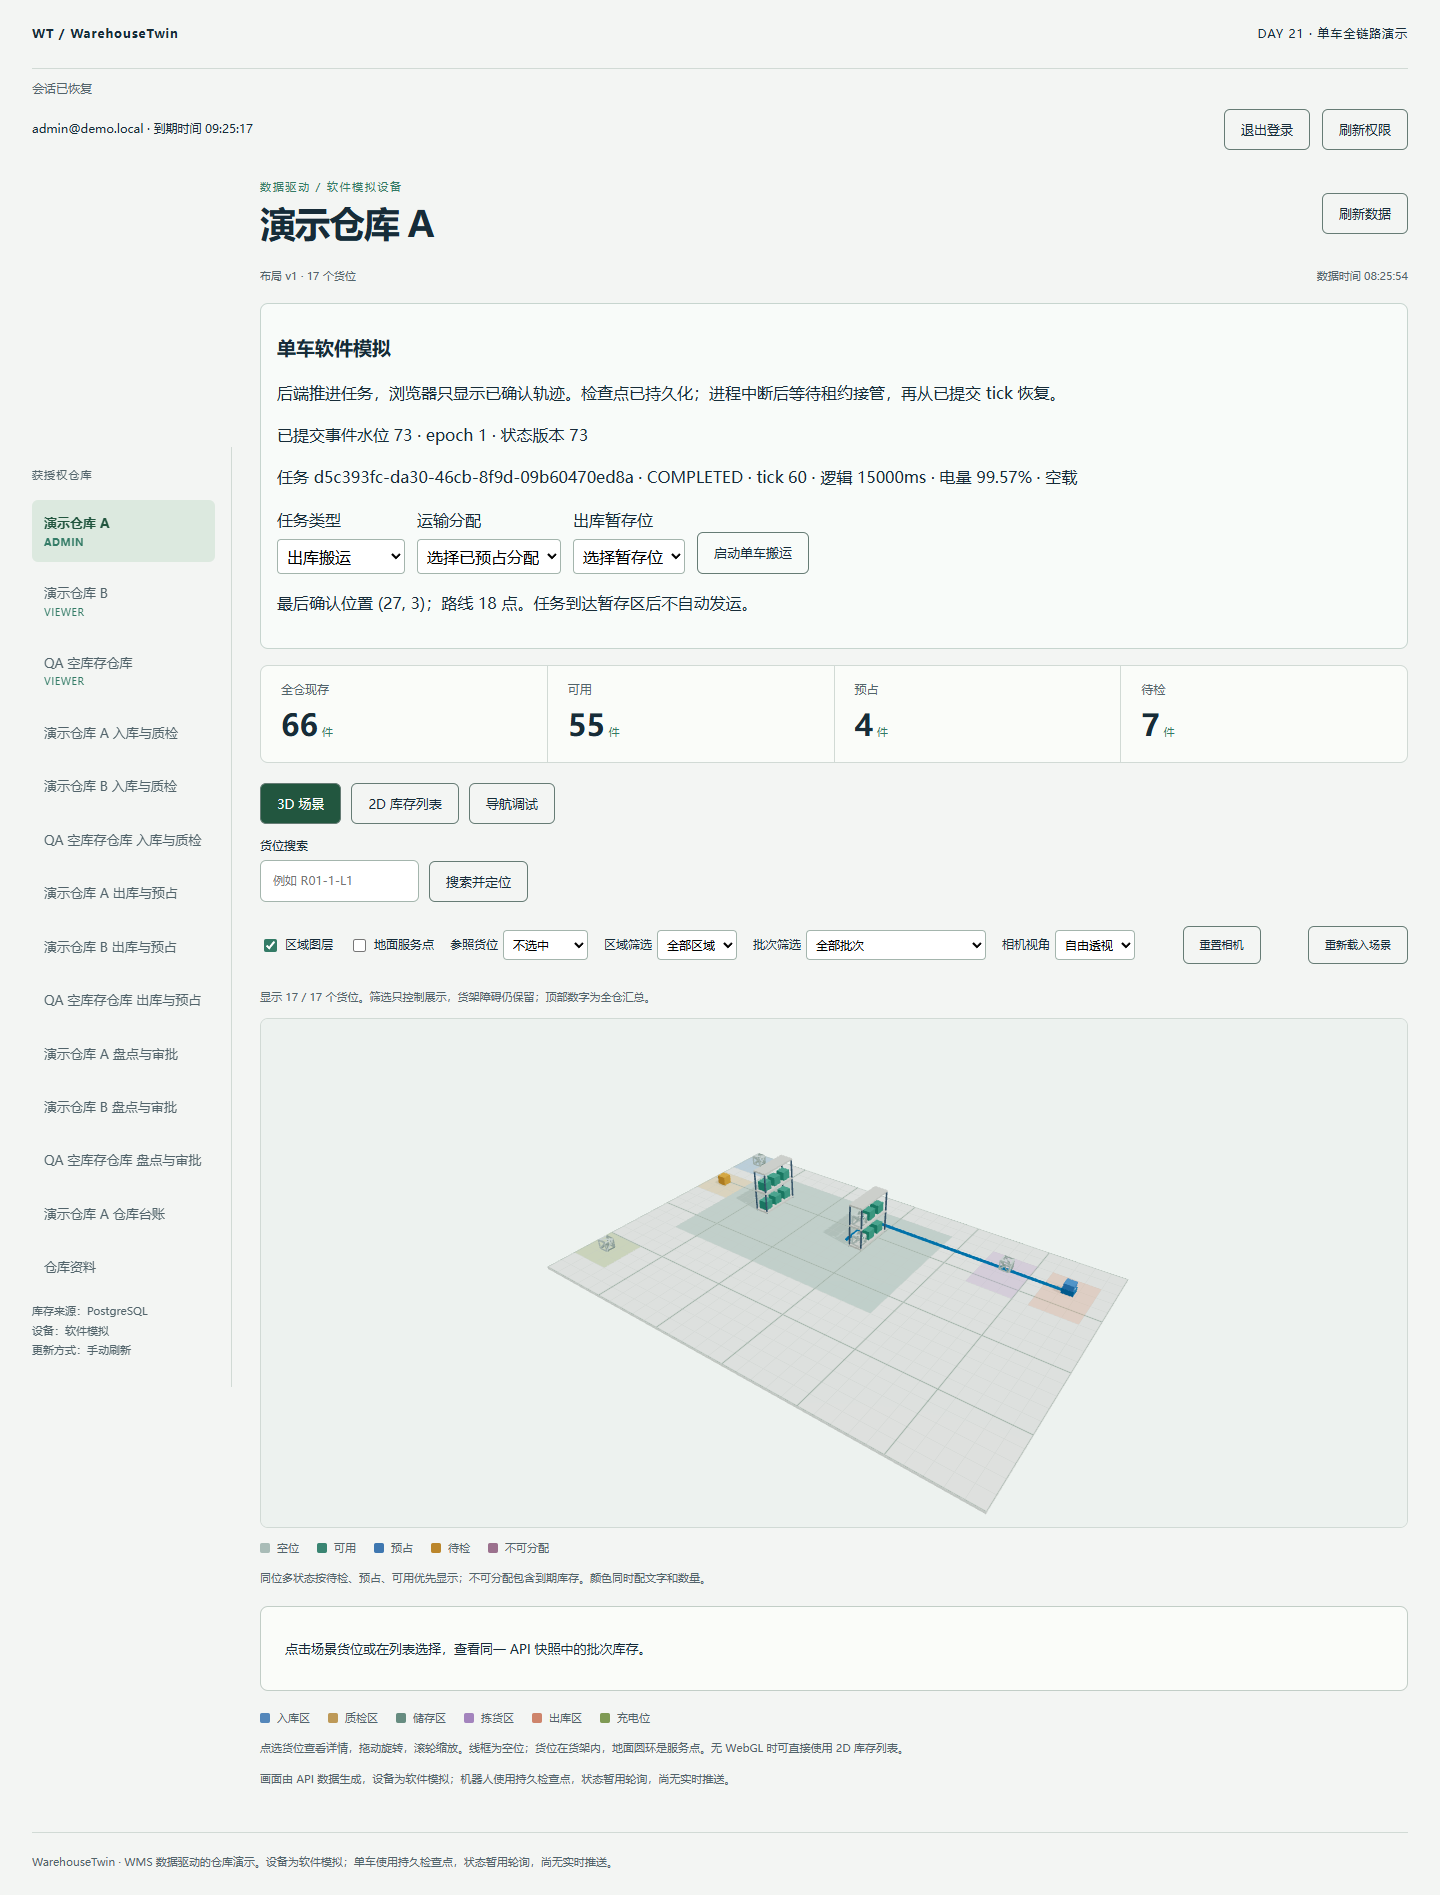 WT / WarehouseTwin
DAY 21 · 单车全链路演示
会话已恢复
admin@demo.local · 到期时间 09:25:17
退出登录
刷新权限
获授权仓库
演示仓库 A
ADMIN
演示仓库 B
VIEWER
QA 空库存仓库
VIEWER
演示仓库 A 入库与质检
演示仓库 B 入库与质检
QA 空库存仓库 入库与质检
演示仓库 A 出库与预占
演示仓库 B 出库与预占
QA 空库存仓库 出库与预占
演示仓库 A 盘点与审批
演示仓库 B 盘点与审批
QA 空库存仓库 盘点与审批
演示仓库 A 仓库台账
仓库资料
库存来源：PostgreSQL
设备：软件模拟
更新方式：手动刷新
数据驱动 / 软件模拟设备
演示仓库 A
刷新数据
布局 v1 · 17 个货位
数据时间 08:25:54
单车软件模拟
后端推进任务，浏览器只显示已确认轨迹。检查点已持久化；进程中断后等待租约接管，再从已提交 tick 恢复。
已提交事件水位 73 · epoch 1 · 状态版本 73
任务 d5c393fc-da30-46cb-8f9d-09b60470ed8a · COMPLETED · tick 60 · 逻辑 15000ms · 电量 99.57% · 空载
任务类型
运输分配
出库暂存位
出库搬运
选择已预占分配
选择暂存位
启动单车搬运
最后确认位置 (27, 3)；路线 18 点。任务到达暂存区后不自动发运。
全仓现存
66 件
可用
55 件
预占
4 件
待检
7 件
3D 场景
2D 库存列表
导航调试
货位搜索
例如 R01-1-L1
搜索并定位
区域图层
地面服务点
参照货位
不选中
区域筛选
全部区域
批次筛选
全部批次
相机视角
自由透视
重置相机
重新载入场景
显示 17 / 17 个货位。筛选只控制展示，货架障碍仍保留；顶部数字为全仓汇总。
空位
可用
预占
待检
不可分配
同位多状态按待检、预占、可用优先显示；不可分配包含到期库存。颜色同时配文字和数量。
点击场景货位或在列表选择，查看同一 API 快照中的批次库存。
入库区
质检区
储存区
拣货区
出库区
充电位
点选货位查看详情，拖动旋转，滚轮缩放。线框为空位；货位在货架内，地面圆环是服务点。无 WebGL 时可直接使用 2D 库存列表。
画面由 API 数据生成，设备为软件模拟；机器人使用持久检查点，状态暂用轮询，尚无实时推送。
WarehouseTwin · WMS 数据驱动的仓库演示。设备为软件模拟；单车使用持久检查点，状态暂用轮询，尚无实时推送。